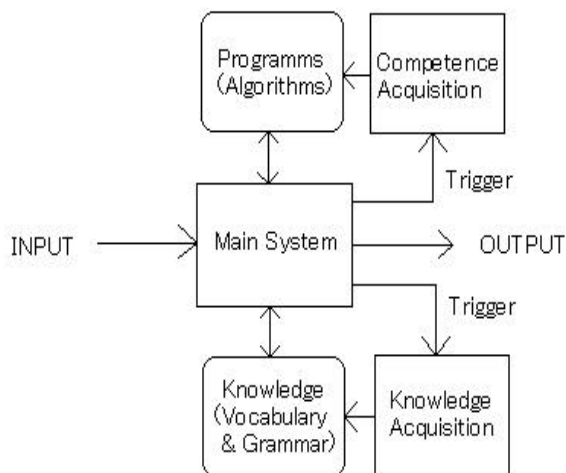 Programms
(Algorithms)
Competence
Acquisition
Trigger
INPUT
Main System
OUTPUT
Trigger
Knowledge
(Vocabulary
& Grammar)
Knowledge
Acquisition